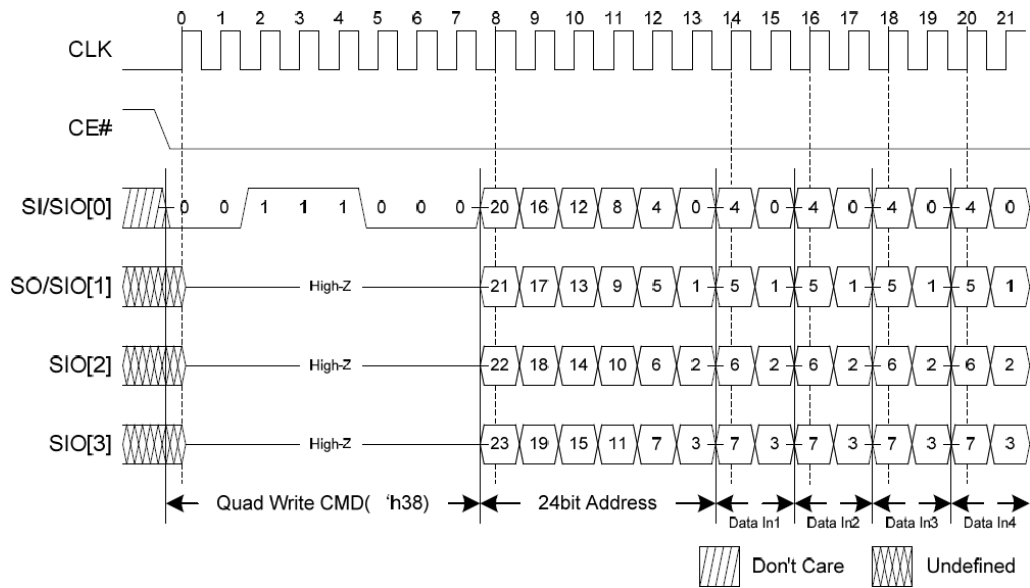 0 1 2 3 4 5 6 7 8 9 10 11 12 13 14 15 16 17 18 19 20 21
CLK
CE#
SI/SIO[0] 0 0 1 1 1 0 0 0 20 16 12 8 4 0 4 0 4 0 4 0 4 0
SO/SIO[1] High-Z 21 17 13 9 5 1 5 1 5 1 5 1 5 1
SIO[2] High-Z 22 18 14 10 6 2 6 2 6 2 6 2 6 2
SIO[3] High-Z 23 19 15 11 7 3 7 3 7 3 7 3 7 3
Quad Write CMD( 'h38) 24bit Address Data In1 Data In2 Data In3 Data In4
Don't Care Undefined